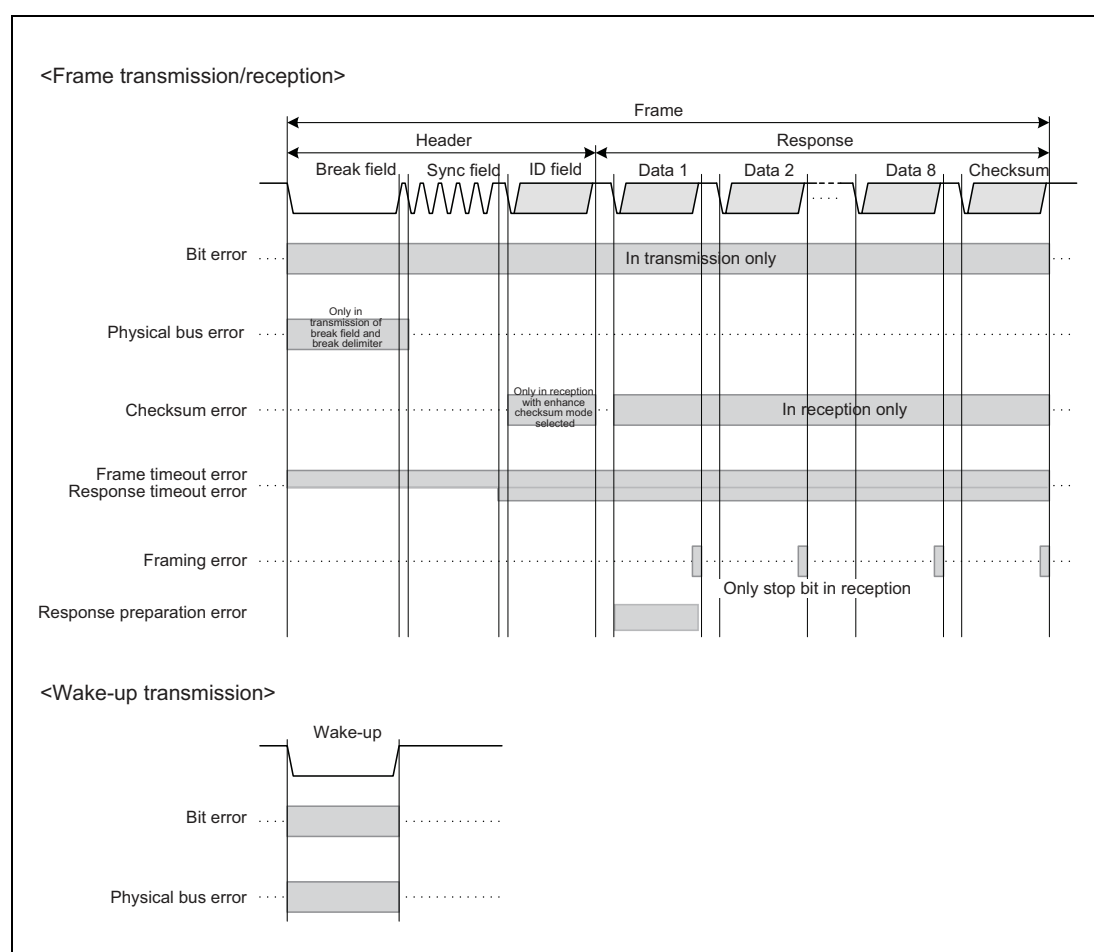 <Frame transmission/reception>
Frame
Header
Response
Break field
Sync field
ID field
Data 1
Data 2
Data 8
Checksum
Bit error
In transmission only
Physical bus error
Only in
transmission of
break field and
break delimiter
Checksum error
Only in reception
with enhance
checksum mode
selected
In reception only
Frame timeout error
Response timeout error
Framing error
Only stop bit in reception
Response preparation error
<Wake-up transmission>
Wake-up
Bit error
Physical bus error